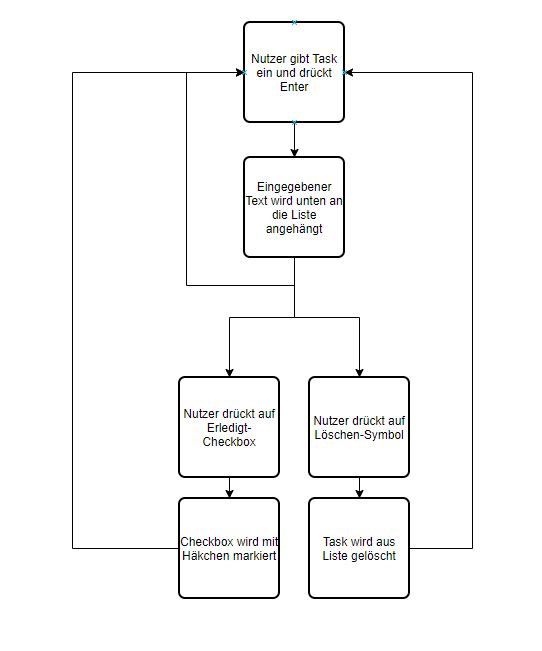 Nutzer gibt Task
ein und drückt
Enter
Eingegebener
Text wird unten an
die Liste
angehängt
Nutzer drückt auf
Erledigt-
Checkbox
Nutzer drückt auf
Löschen-Symbol
Checkbox wird mit
Häkchen markiert
Task wird aus
Liste gelöscht